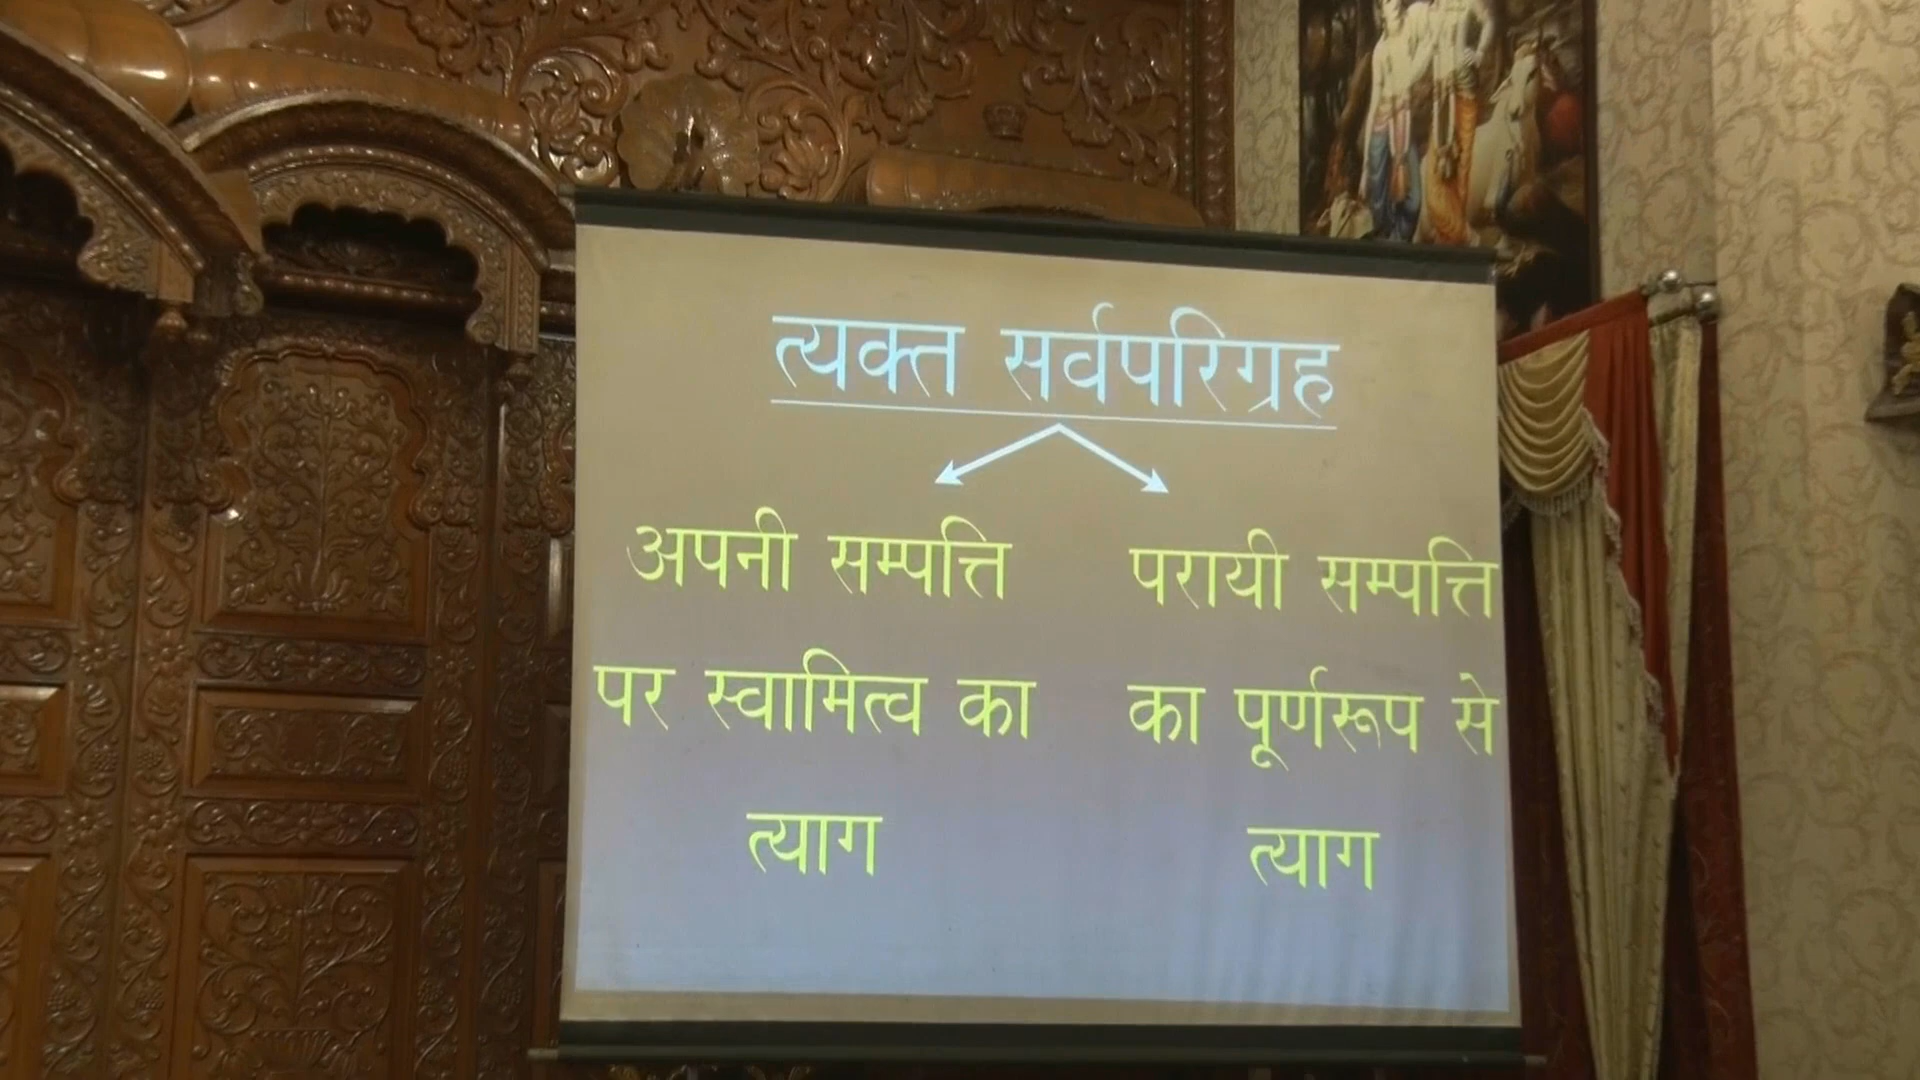 त्यक्त सर्वपरिग्रह
अपनी सम्पत्ति
पर स्वामित्व का
त्याग
परायी सम्पत्ति
का पूर्णरूप से
त्याग